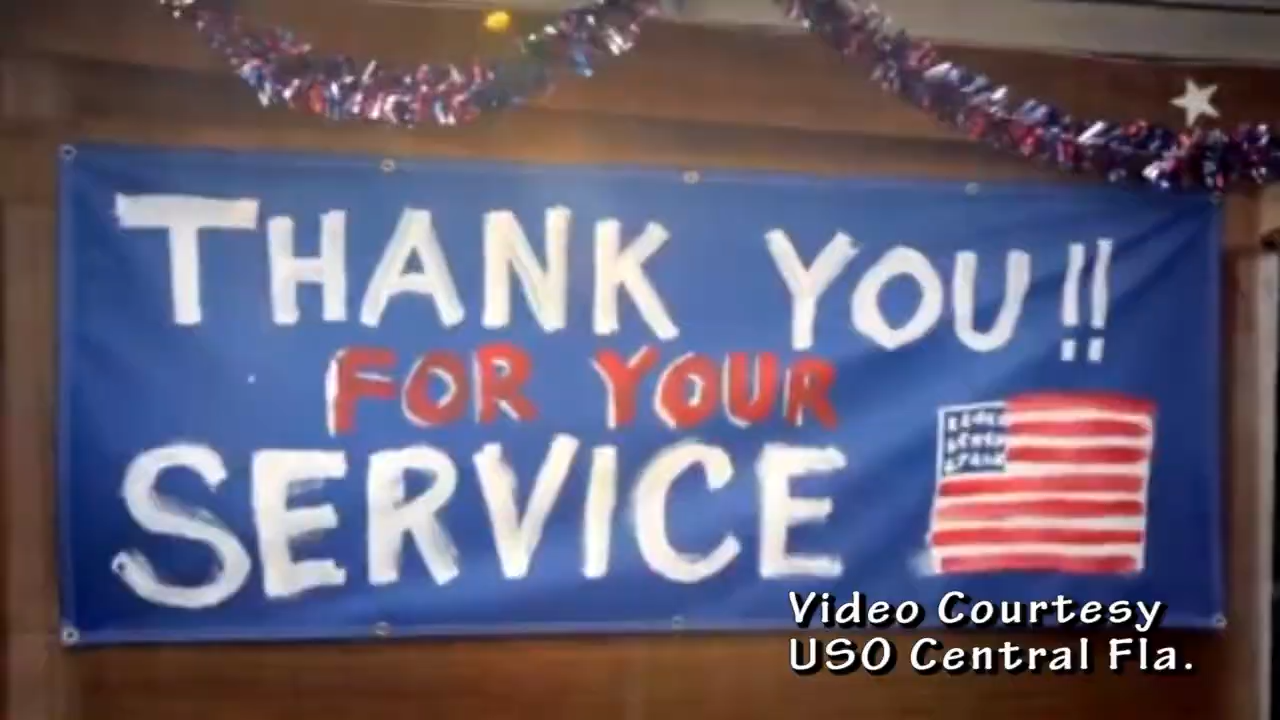 THANK YOU!!
FOR YOUR
SERVICE
Video Courtesy
USO Central Fla.